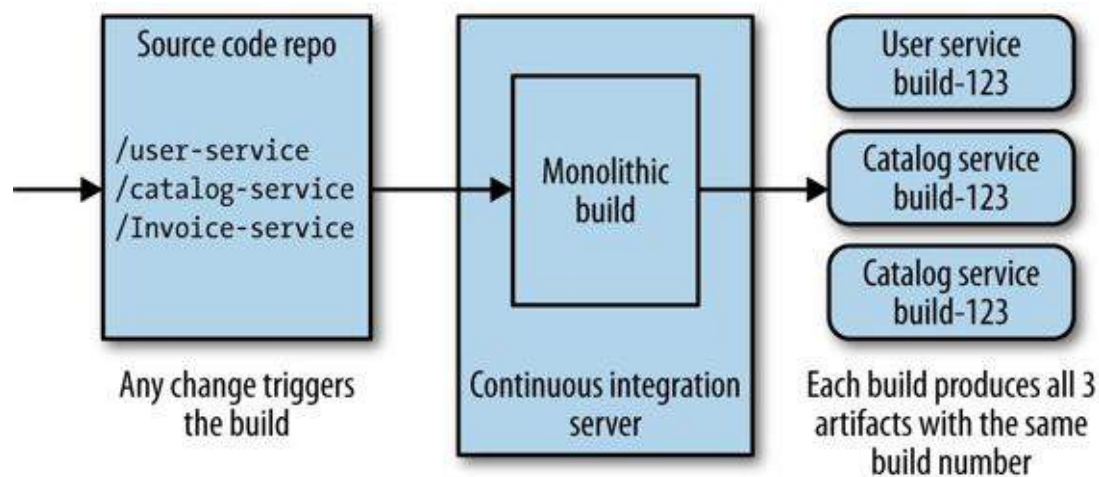 Source code repo
/user-service
/catalog-service
/Invoice-service
Any change triggers
the build
Monolithic
build
Continuous integration
server
User service
build-123
Catalog service
build-123
Catalog service
build-123
Each build produces all 3
artifacts with the same
build number